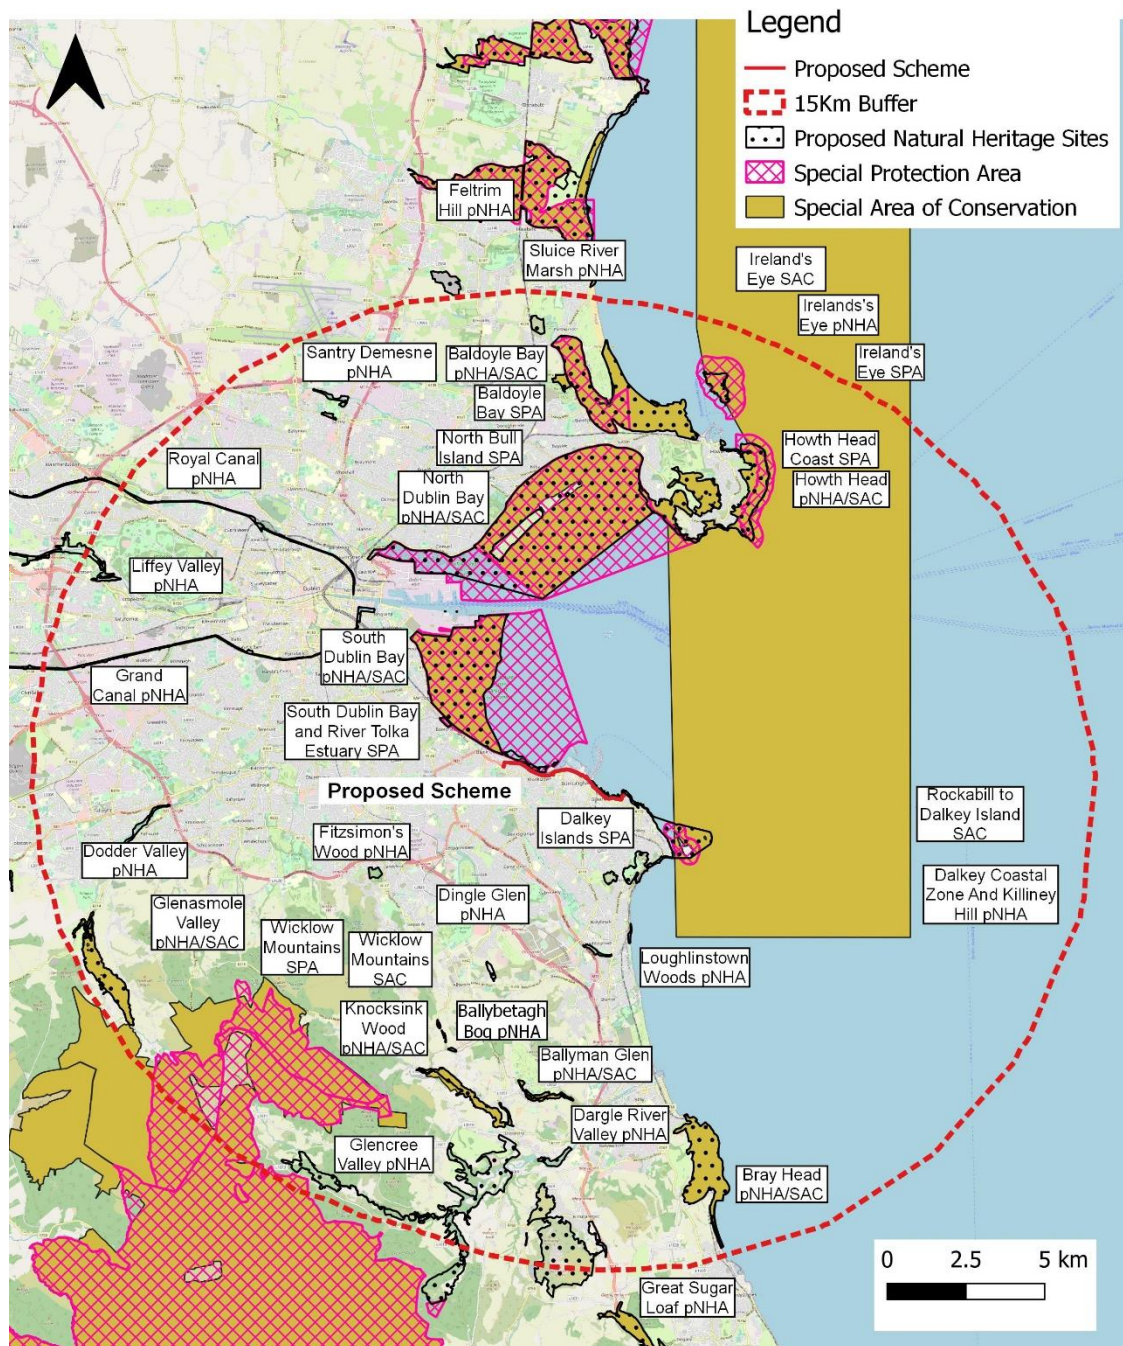 Legend
Proposed Scheme
15Km Buffer
Proposed Natural Heritage Sites
Special Protection Area
Special Area of Conservation
Feltrim
Hill pNHA
Sluice River
Marsh pNHA
Ireland's
Eye SAC
Irelands's
Eye pNHA
Ireland's
Eye SPA
Santry Demesne
pNHA
Baldoyle Bay
pNHA/SAC
Baldoyle
Bay SPA
North Bull
Island SPA
Royal Canal
pNHA
North
Dublin Bay
pNHA/SAC
Howth Head
Coast SPA
Howth Head
pNHA/SAC
Liffey Valley
pNHA
South
Dublin Bay
pNHA/SAC
Grand
Canal pNHA
South Dublin Bay
and River Tolka
Estuary SPA
Proposed Scheme
Dalkey
Islands SPA
Rockabill to
Dalkey Island
SAC
Fitzsimon's
Wood pNHA
Dodder Valley
pNHA
Dalkey Coastal
Zone And Killiney
Hill pNHA
Dingle Glen
pNHA
Glenasmole
Valley
pNHA/SAC
Wicklow
Mountains
SPA
Wicklow
Mountains
SAC
Loughlinstown
Woods pNHA
Knocksink
Wood
pNHA/SAC
Ballybetagh
Bog pNHA
Ballyman Glen
pNHA/SAC
Dargle River
Valley pNHA
Glencree
Valley pNHA
Bray Head
pNHA/SAC
Great Sugar
Loaf pNHA
0 2.5 5 km